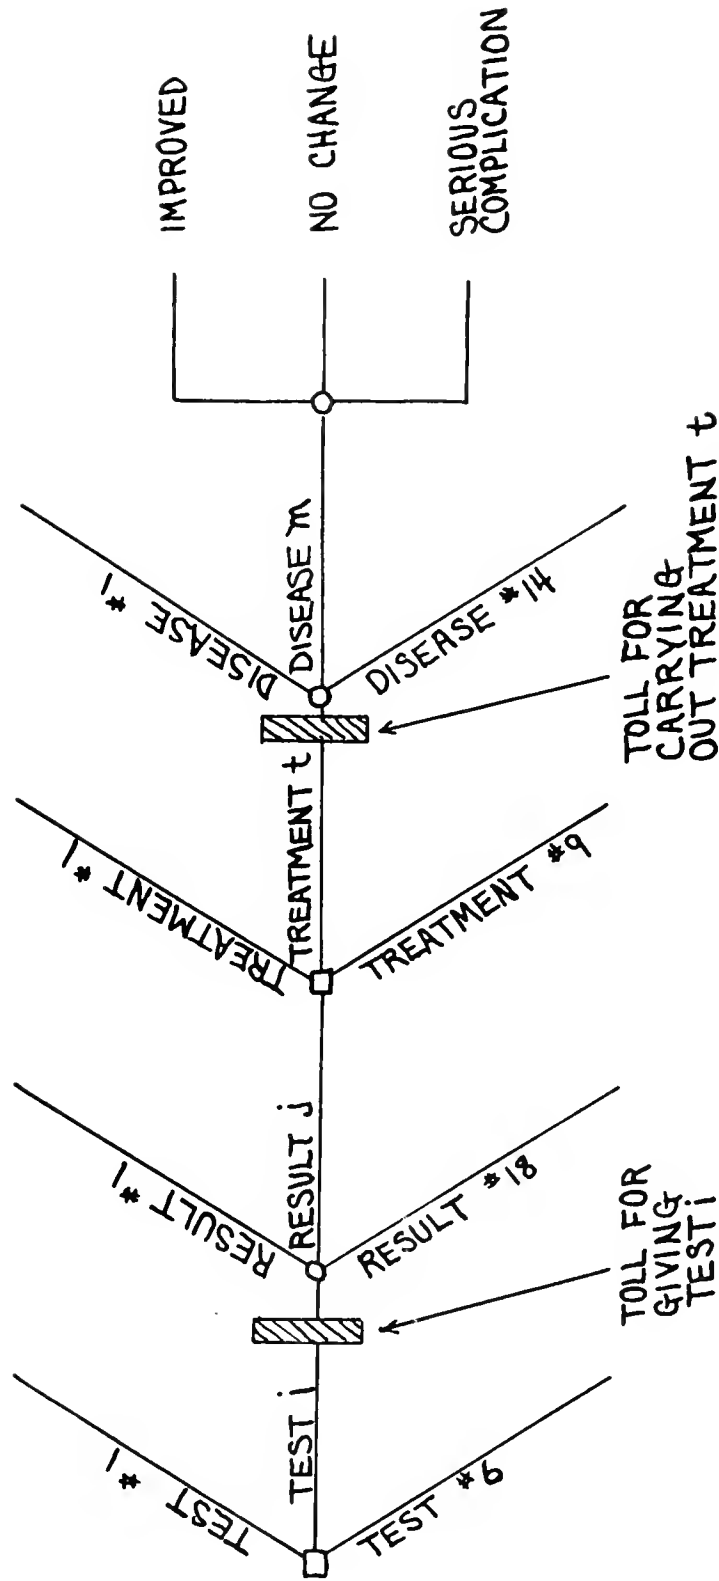 TEST #1
TEST i
TEST #6
TOLL FOR
GIVING
TEST i
RESULT #1
RESULT j
RESULT #18
TREATMENT #1
TREATMENT t
TREATMENT #9
TOLL FOR
CARRYING
OUT TREATMENT t
DISEASE #1
DISEASE m
DISEASE #14
IMPROVED
NO CHANGE
SERIOUS
COMPLICATION